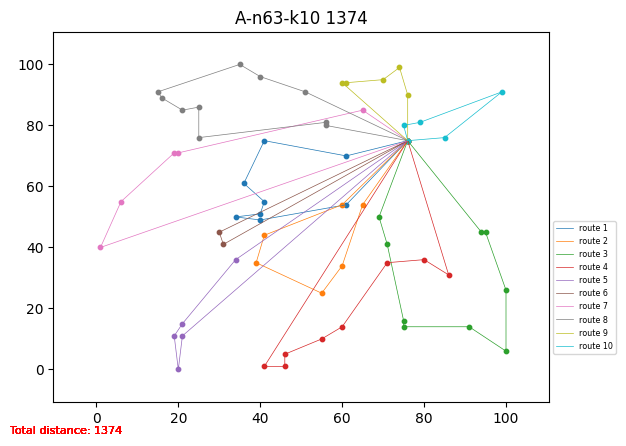 A-n63-k10 1374
100
80
60
40
20
0
0 20 40 60 80 100
route 1
route 2
route 3
route 4
route 5
route 6
route 7
route 8
route 9
route 10
Total distance: 1374